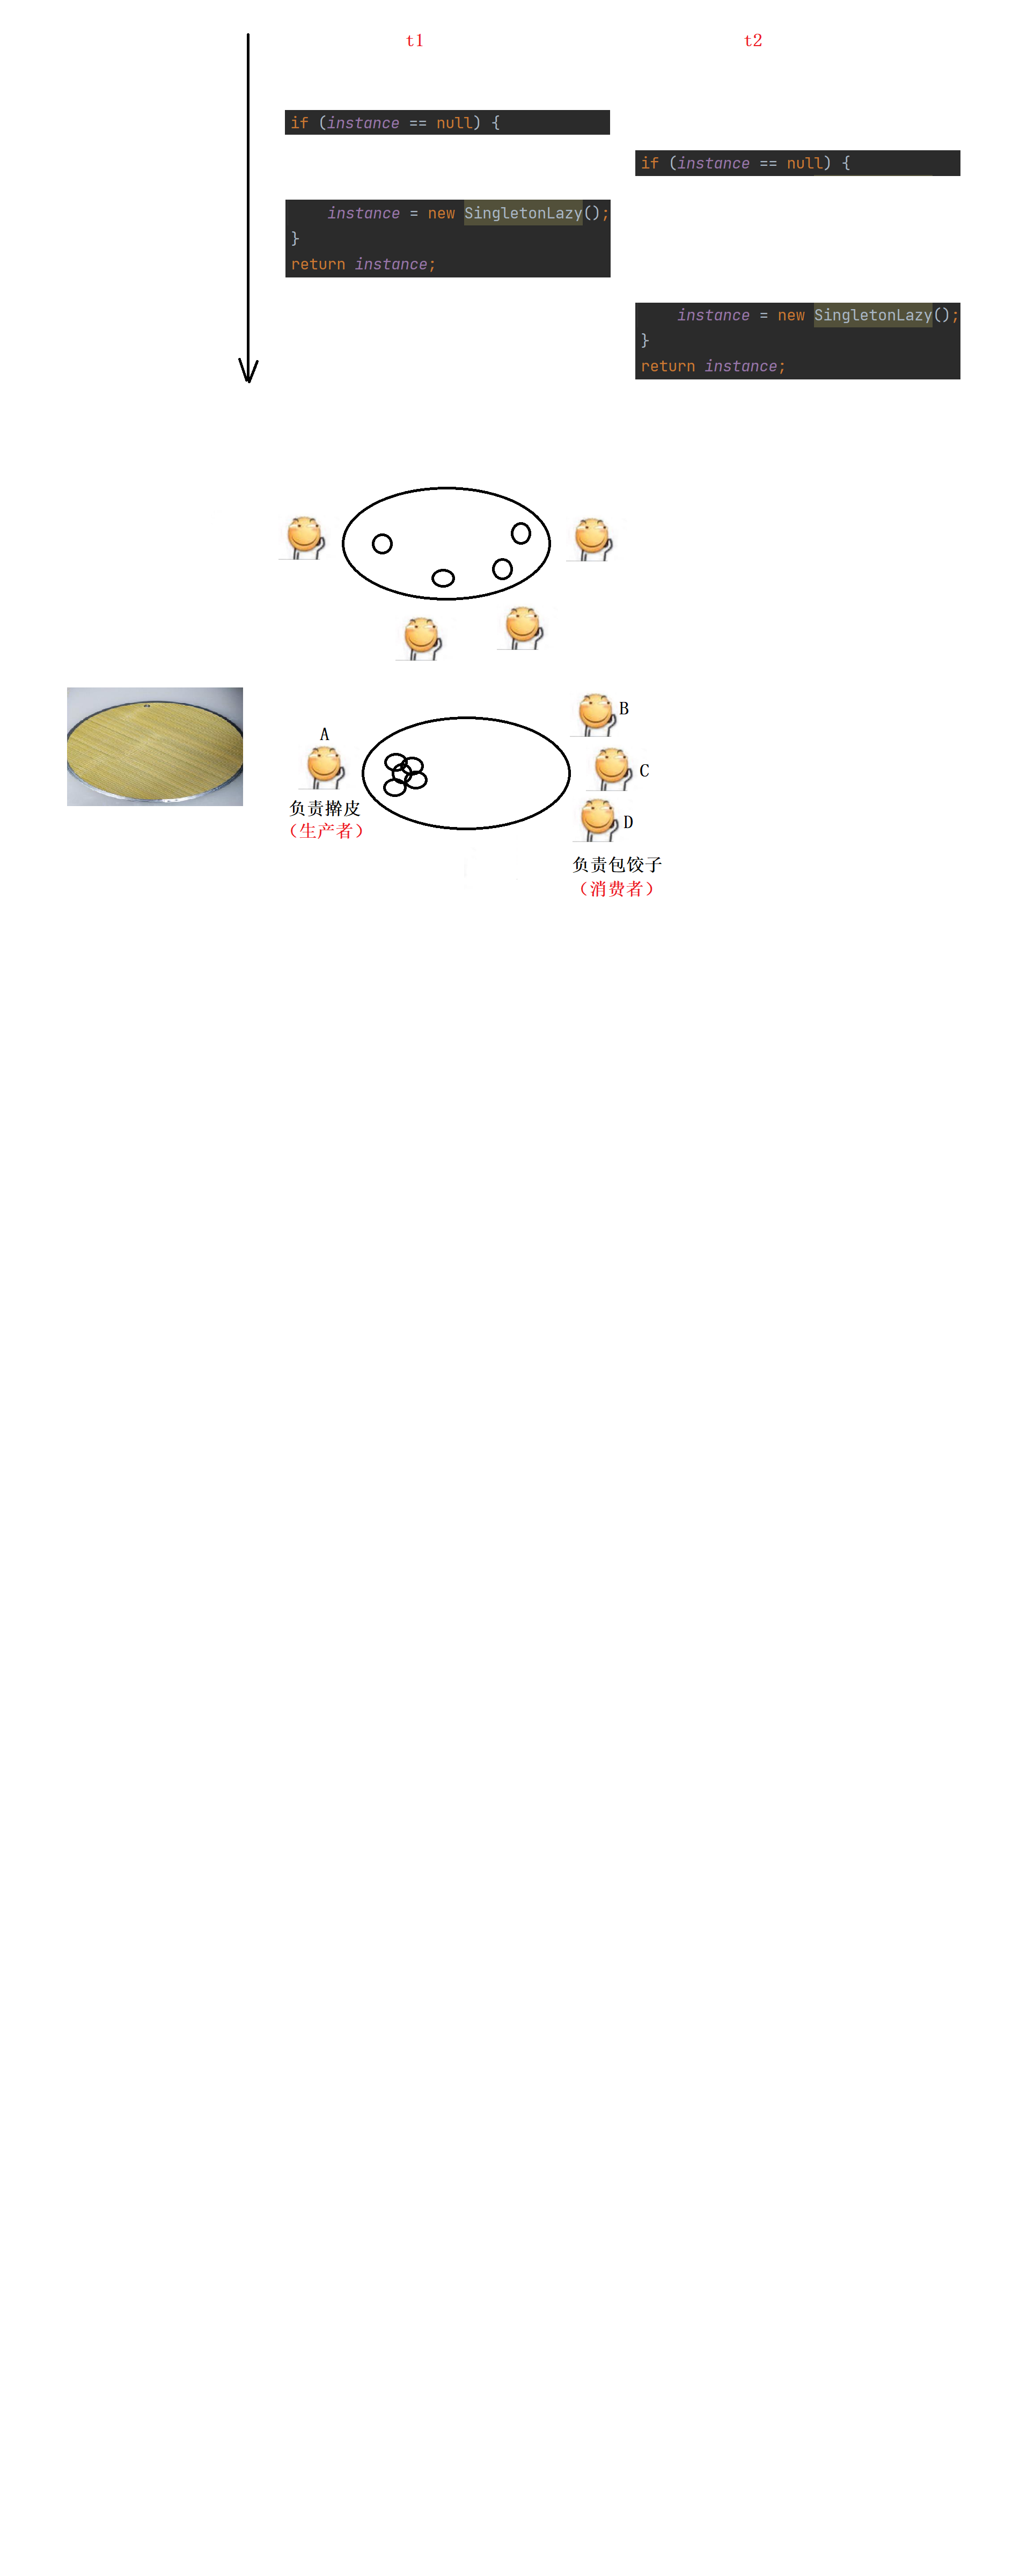 t1
t2
if (instance == null) {
if (instance == null) {
instance = new SingletonLazy();
}
return instance;
instance = new SingletonLazy();
}
return instance;
A
B
C
D
负责擀皮
（生产者）
负责包饺子
（消费者）